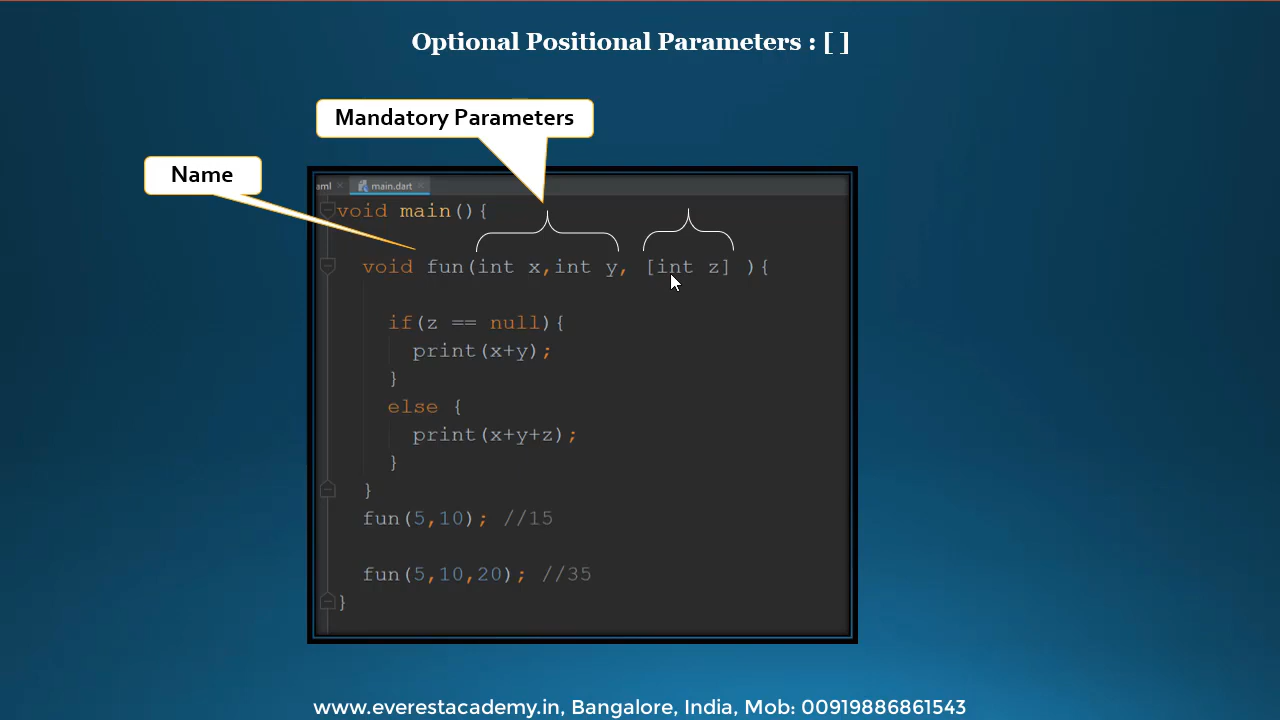 Optional Positional Parameters : [ ]
Mandatory Parameters
Name
aml
main.dart
void main(){
void fun(int x,int y, [int z] ){
if(z == null){
print(x+y);
}
else {
print(x+y+z);
}
}
fun(5,10); //15
fun(5,10,20); //35
}
www.everestacademy.in, Bangalore, India, Mob: 00919886861543